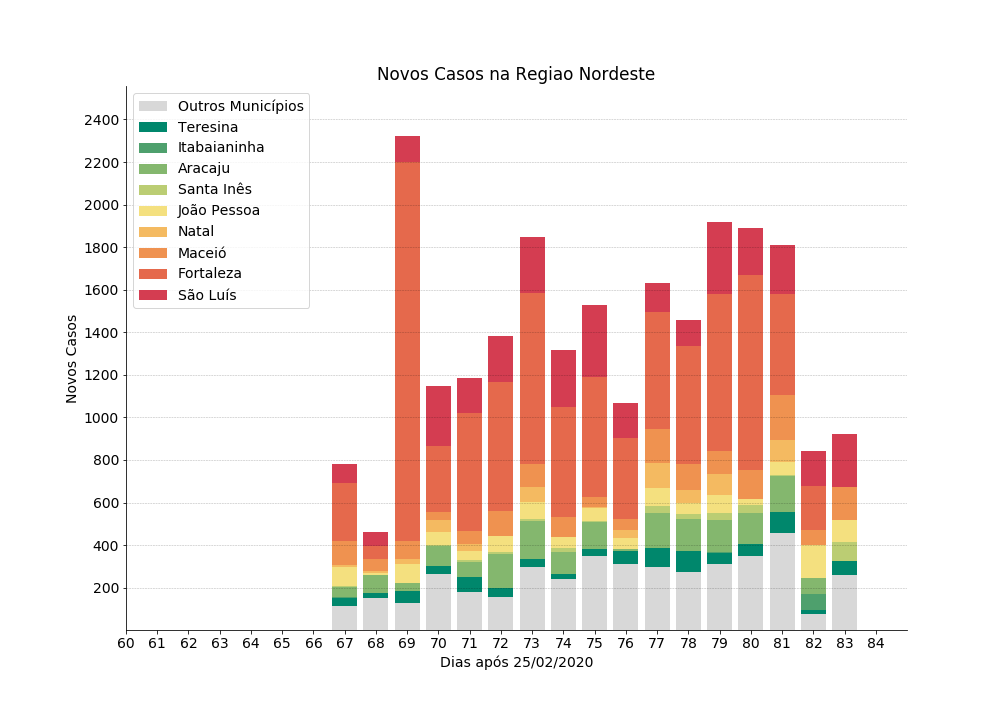 Novos Casos na Regiao Nordeste
Outros Municípios
Teresina
Itabaianinha
Aracaju
Santa Inês
João Pessoa
Natal
Maceió
Fortaleza
São Luís
Novos Casos
2400
2200
2000
1800
1600
1400
1200
1000
800
600
400
200
60 61 62 63 64 65 66 67 68 69 70 71 72 73 74 75 76 77 78 79 80 81 82 83 84
Dias após 25/02/2020